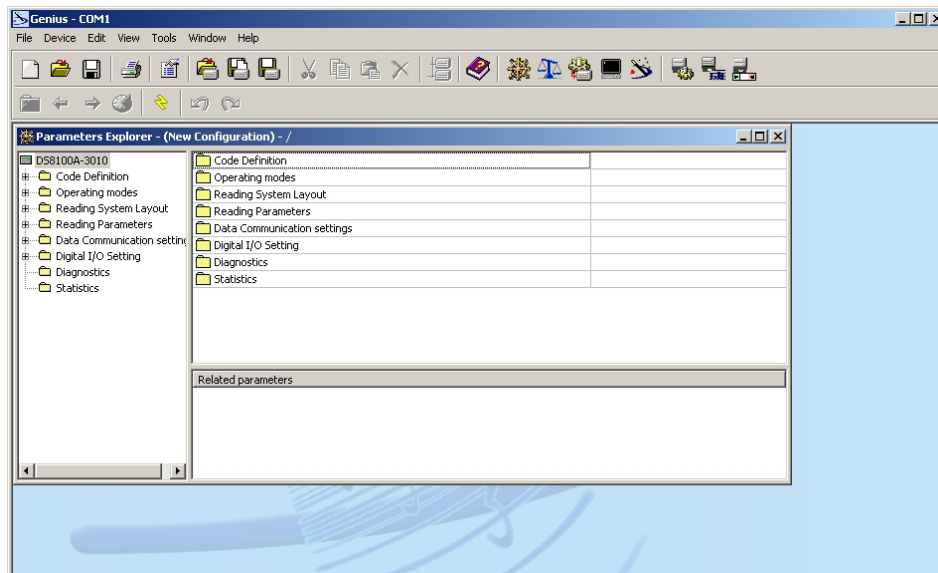 Genius - COM1
File Device Edit View Tools Window Help
Parameters Explorer - (New Configuration) - /
DS8100A-3010
Code Definition
Operating modes
Reading System Layout
Reading Parameters
Data Communication setting
Digital I/O Setting
Diagnostics
Statistics
Code Definition
Operating modes
Reading System Layout
Reading Parameters
Data Communication settings
Digital I/O Setting
Diagnostics
Statistics
Related parameters